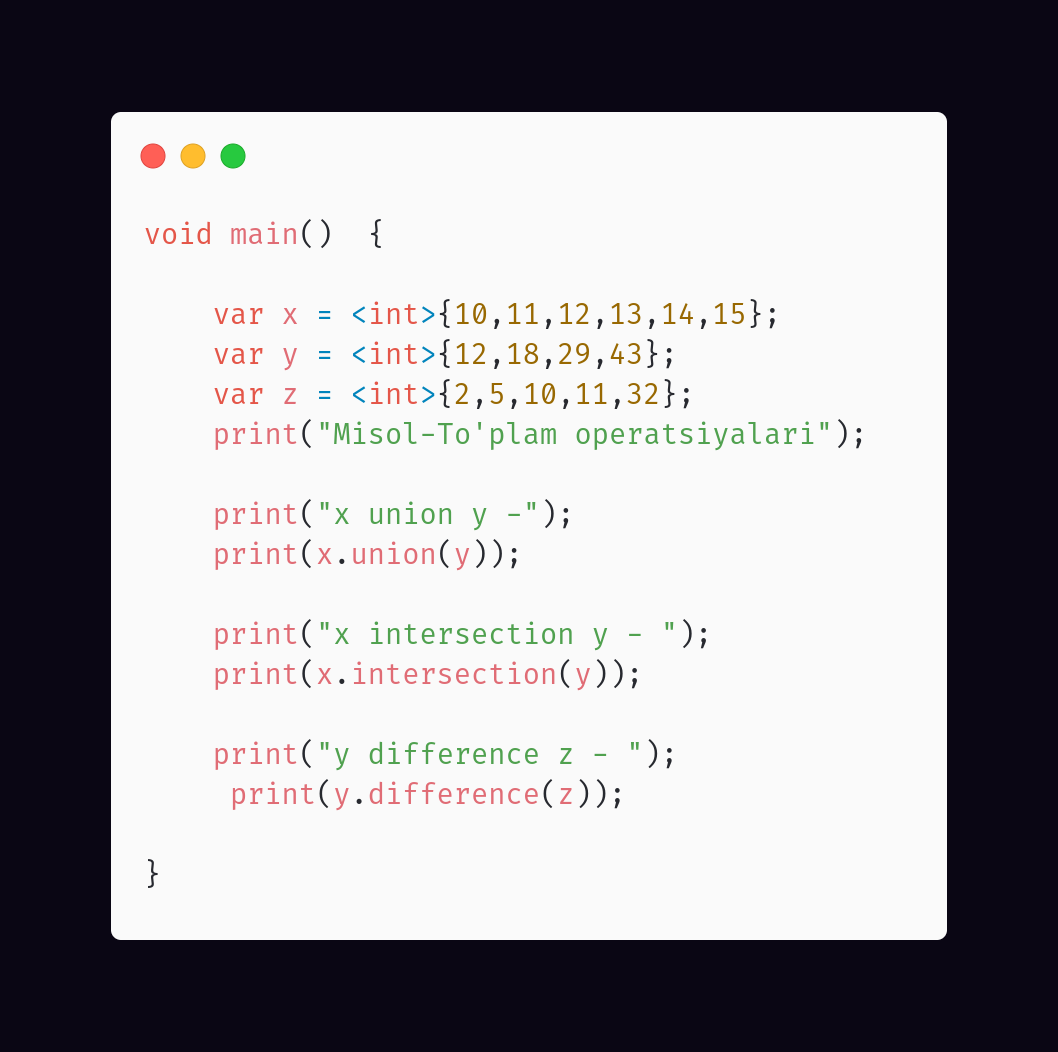 void main()  {
var x = <int>{10,11,12,13,14,15};
var y = <int>{12,18,29,43};
var z = <int>{2,5,10,11,32};
print("Misol-To'plam operatsiyalari");
print("x union y -");
print(x.union(y));
print("x intersection y - ");
print(x.intersection(y));
print("y difference z - ");
print(y.difference(z));
}